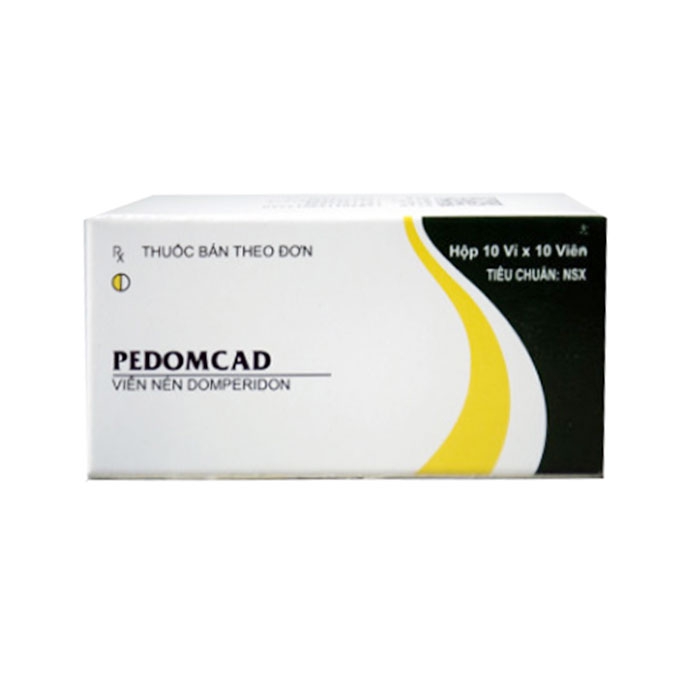 Rx THUỐC BÁN THEO ĐƠN
Hộp 10 Vỉ x 10 Viên
TIÊU CHUẨN: NSX
PEDOMCAD
VIÊN NÉN DOMPERIDON